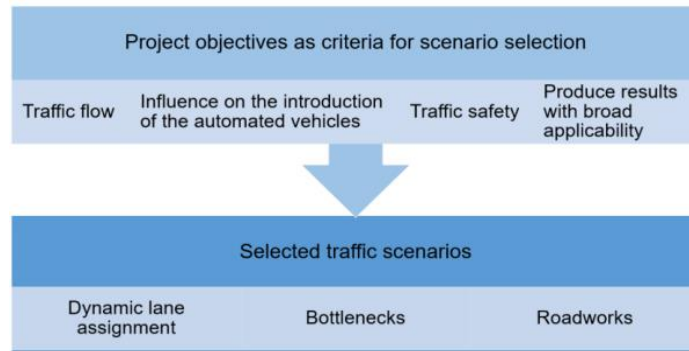 Project objectives as criteria for scenario selection
Traffic flow
Influence on the introduction
of the automated vehicles
Traffic safety
Produce results
with broad
applicability
Selected traffic scenarios
Dynamic lane
assignment
Bottlenecks
Roadworks